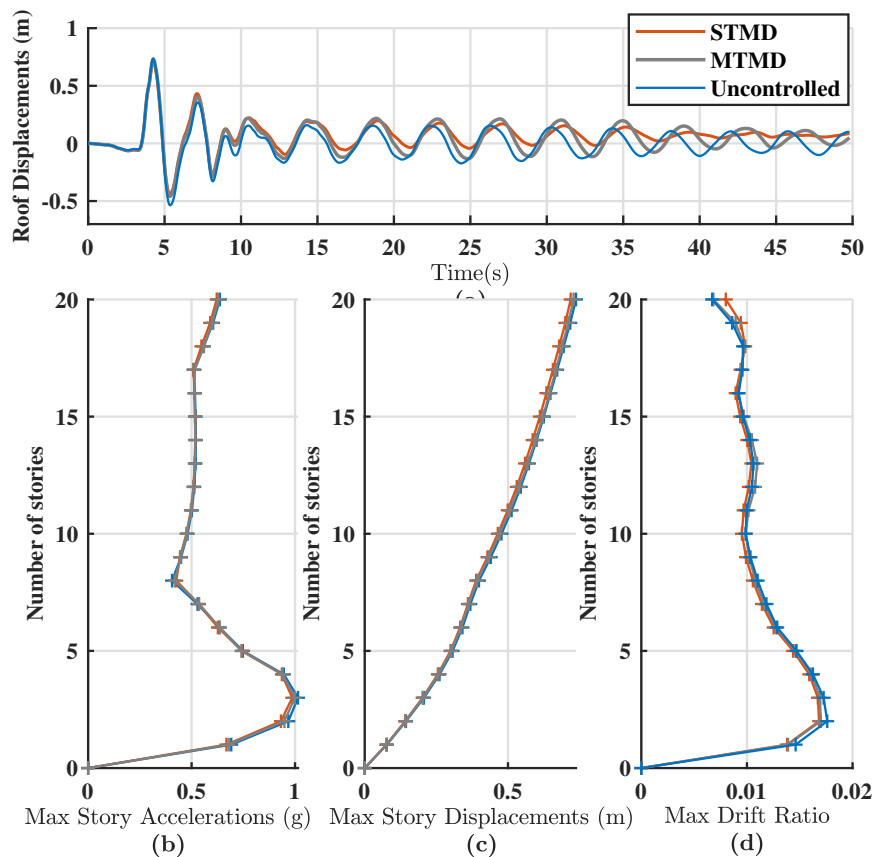 1
0.5
0
-0.5
Roof Displacements (m)
STMD
MTMD
Uncontrolled
0 5 10 15 20 25 30 35 40 45 50
Time(s)
20
15
10
5
0
Number of stories
0 0.5 1
Max Story Accelerations (g)
(b)
20
15
10
5
0
Number of stories
0 0.5
Max Story Displacements (m)
(c)
20
15
10
5
0
Number of stories
0 0.01 0.02
Max Drift Ratio
(d)